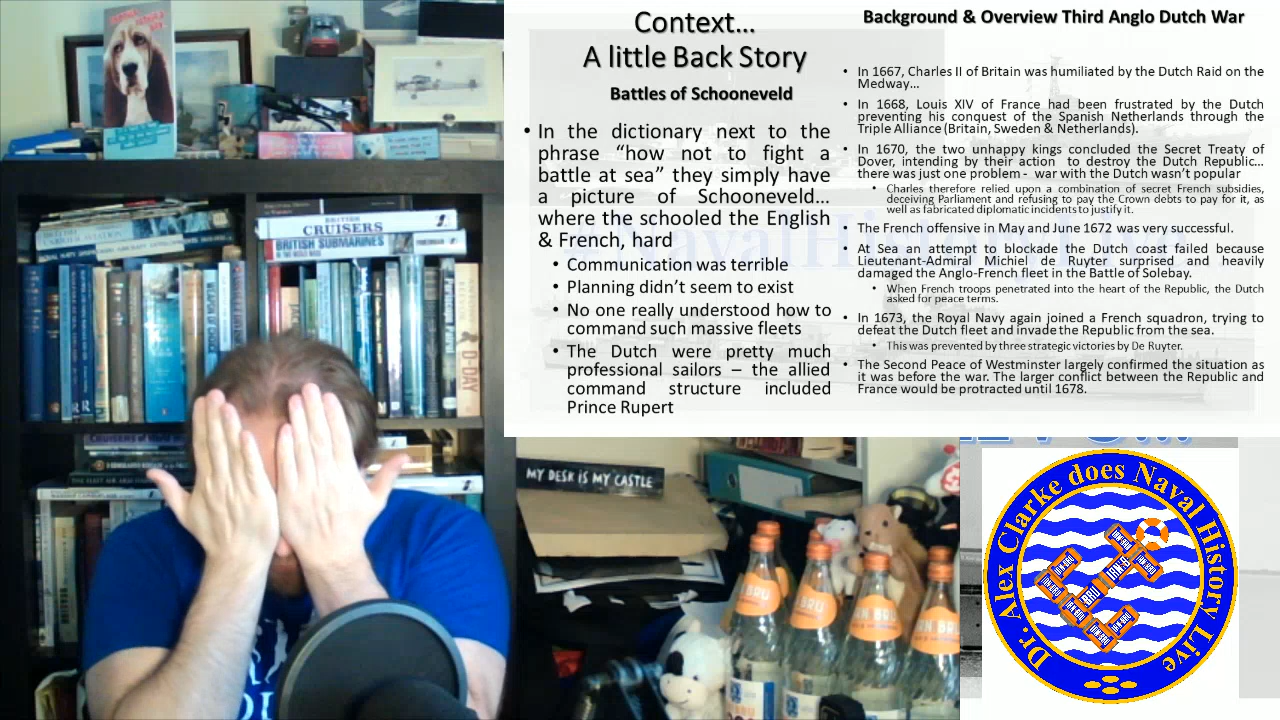 Context...
A little Back Story
Battles of Schooneveld
• In the dictionary next to the
phrase “how not to fight a
battle at sea” they simply have
a picture of Schooneveld...
where the schooled the English
& French, hard
• Communication was terrible
• Planning didn’t seem to exist
• No one really understood how to
command such massive fleets
• The Dutch were pretty much
professional sailors – the allied
command structure included
Prince Rupert
Background & Overview Third Anglo Dutch War
• In 1667, Charles II of Britain was humiliated by the Dutch Raid on the
Medway...
• In 1668, Louis XIV of France had been frustrated by the Dutch
preventing his conquest of the Spanish Netherlands through the
Triple Alliance (Britain, Sweden & Netherlands).
• In 1670, the two unhappy kings concluded the Secret Treaty of
Dover, intending by their action to destroy the Dutch Republic...
there was just one problem - war with the Dutch wasn’t popular
• Charles therefore relied upon a combination of secret French subsidies,
deceiving Parliament and refusing to pay the Crown debts to pay for it, as
well as fabricated diplomatic incidents to justify it.
• The French offensive in May and June 1672 was very successful.
• At Sea an attempt to blockade the Dutch coast failed because
Lieutenant-Admiral Michiel de Ruyter surprised and heavily
damaged the Anglo-French fleet in the Battle of Solebay.
• When French troops penetrated into the heart of the Republic, the Dutch
asked for peace terms.
• In 1673, the Royal Navy again joined a French squadron, trying to
defeat the Dutch fleet and invade the Republic from the sea.
• This was prevented by three strategic victories by De Ruyter.
• The Second Peace of Westminster largely confirmed the situation as
it was before the war. The larger conflict between the Republic and
France would be protracted until 1678.
BRITISH
CRUISERS
BRITISH SUBMARINES
D-DAY
MY DESK IS MY CASTLE
BRU
Dr. Alex Clarke does Naval History Live